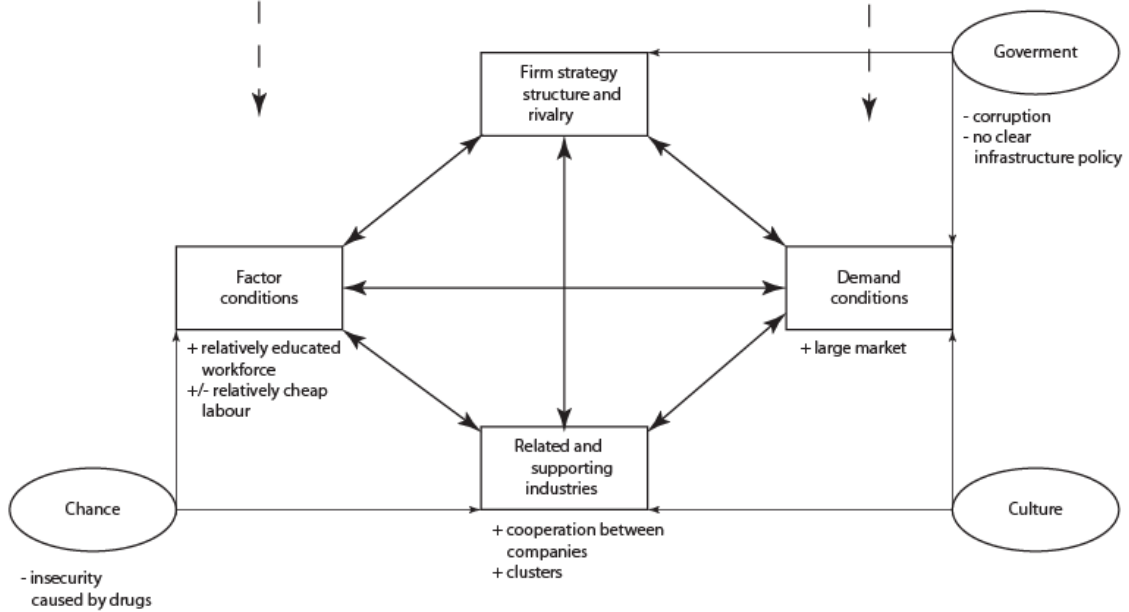 Firm strategy
structure and
rivalry
Goverment
- corruption
- no clear
infrastructure policy
Factor
conditions
+ relatively educated
workforce
+/- relatively cheap
labour
Demand
conditions
+ large market
Related and
supporting
industries
+ cooperation between
companies
+ clusters
Chance
- insecurity
caused by drugs
Culture